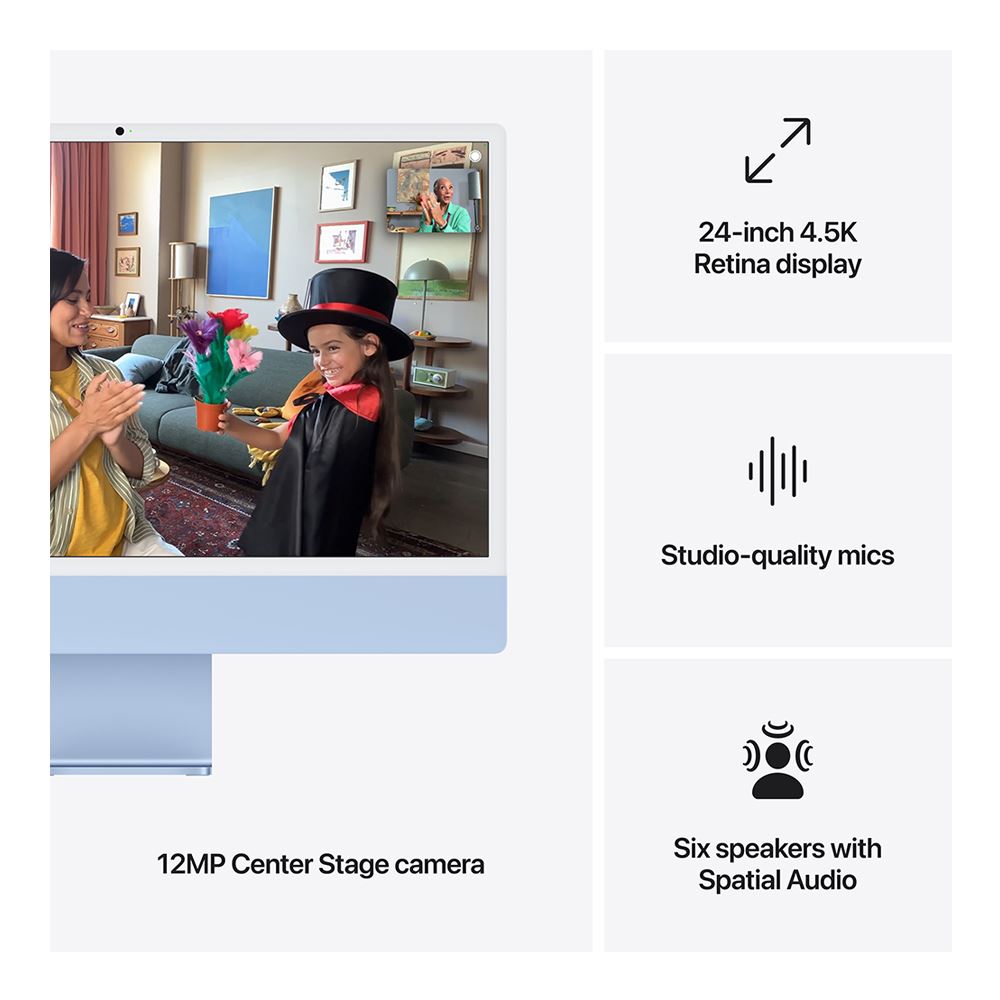 12MP Center Stage camera
24-inch 4.5K
Retina display
Studio-quality mics
Six speakers with
Spatial Audio